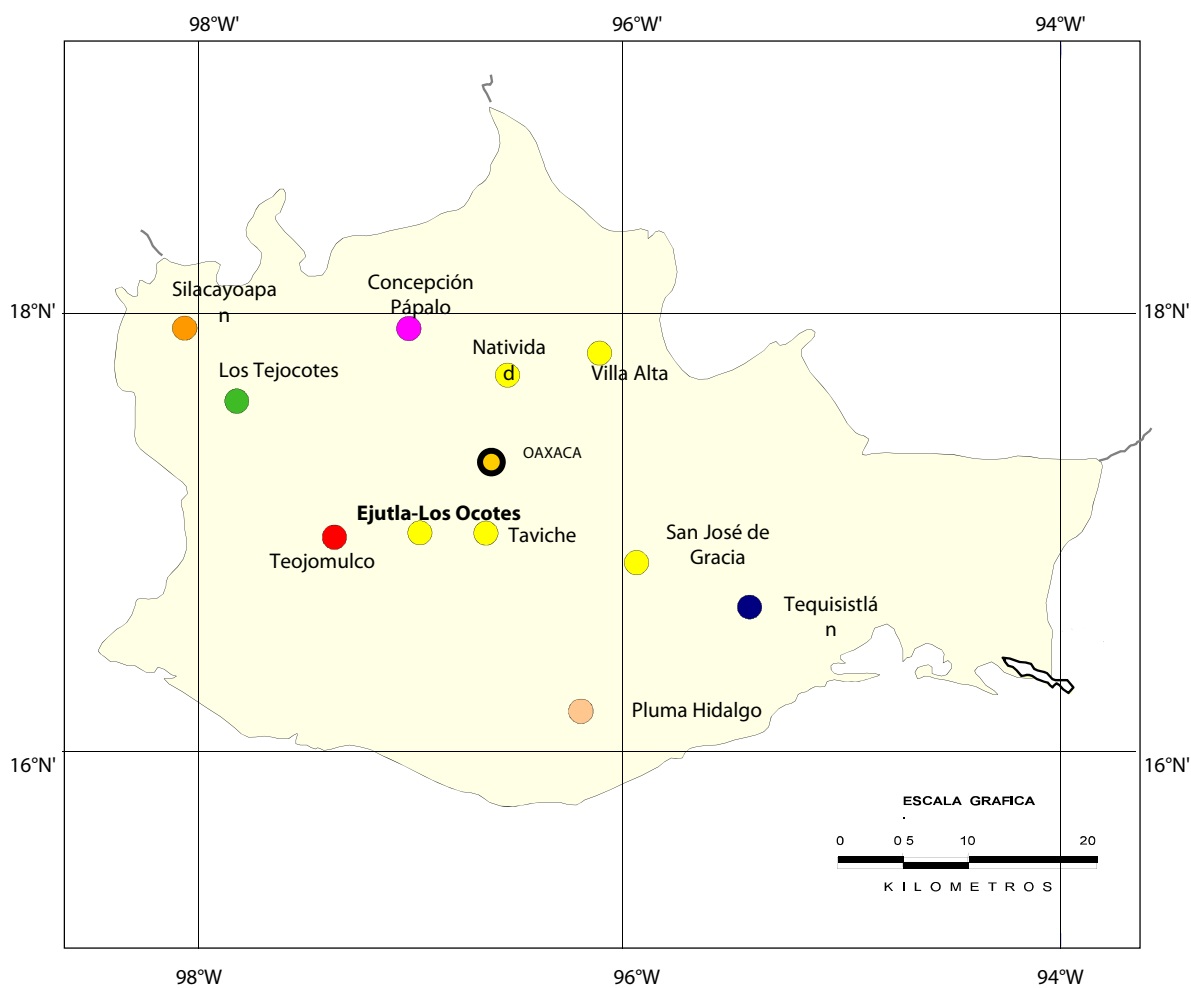 98°W'
96°W'
94°W'
Concepción
Pápalo
Silacayoapa
n
18°N'
18°N'
Nativida
d
Villa Alta
Los Tejocotes
OAXACA
Ejutla-Los Ocotes
Taviche
San José de
Gracia
Teojomulco
Tequisistlá
n
Pluma Hidalgo
16°N'
16°N'
ESCALA GRAFICA
0 0 5 10 20
KILOMETROS
98°W
96°W
94°W